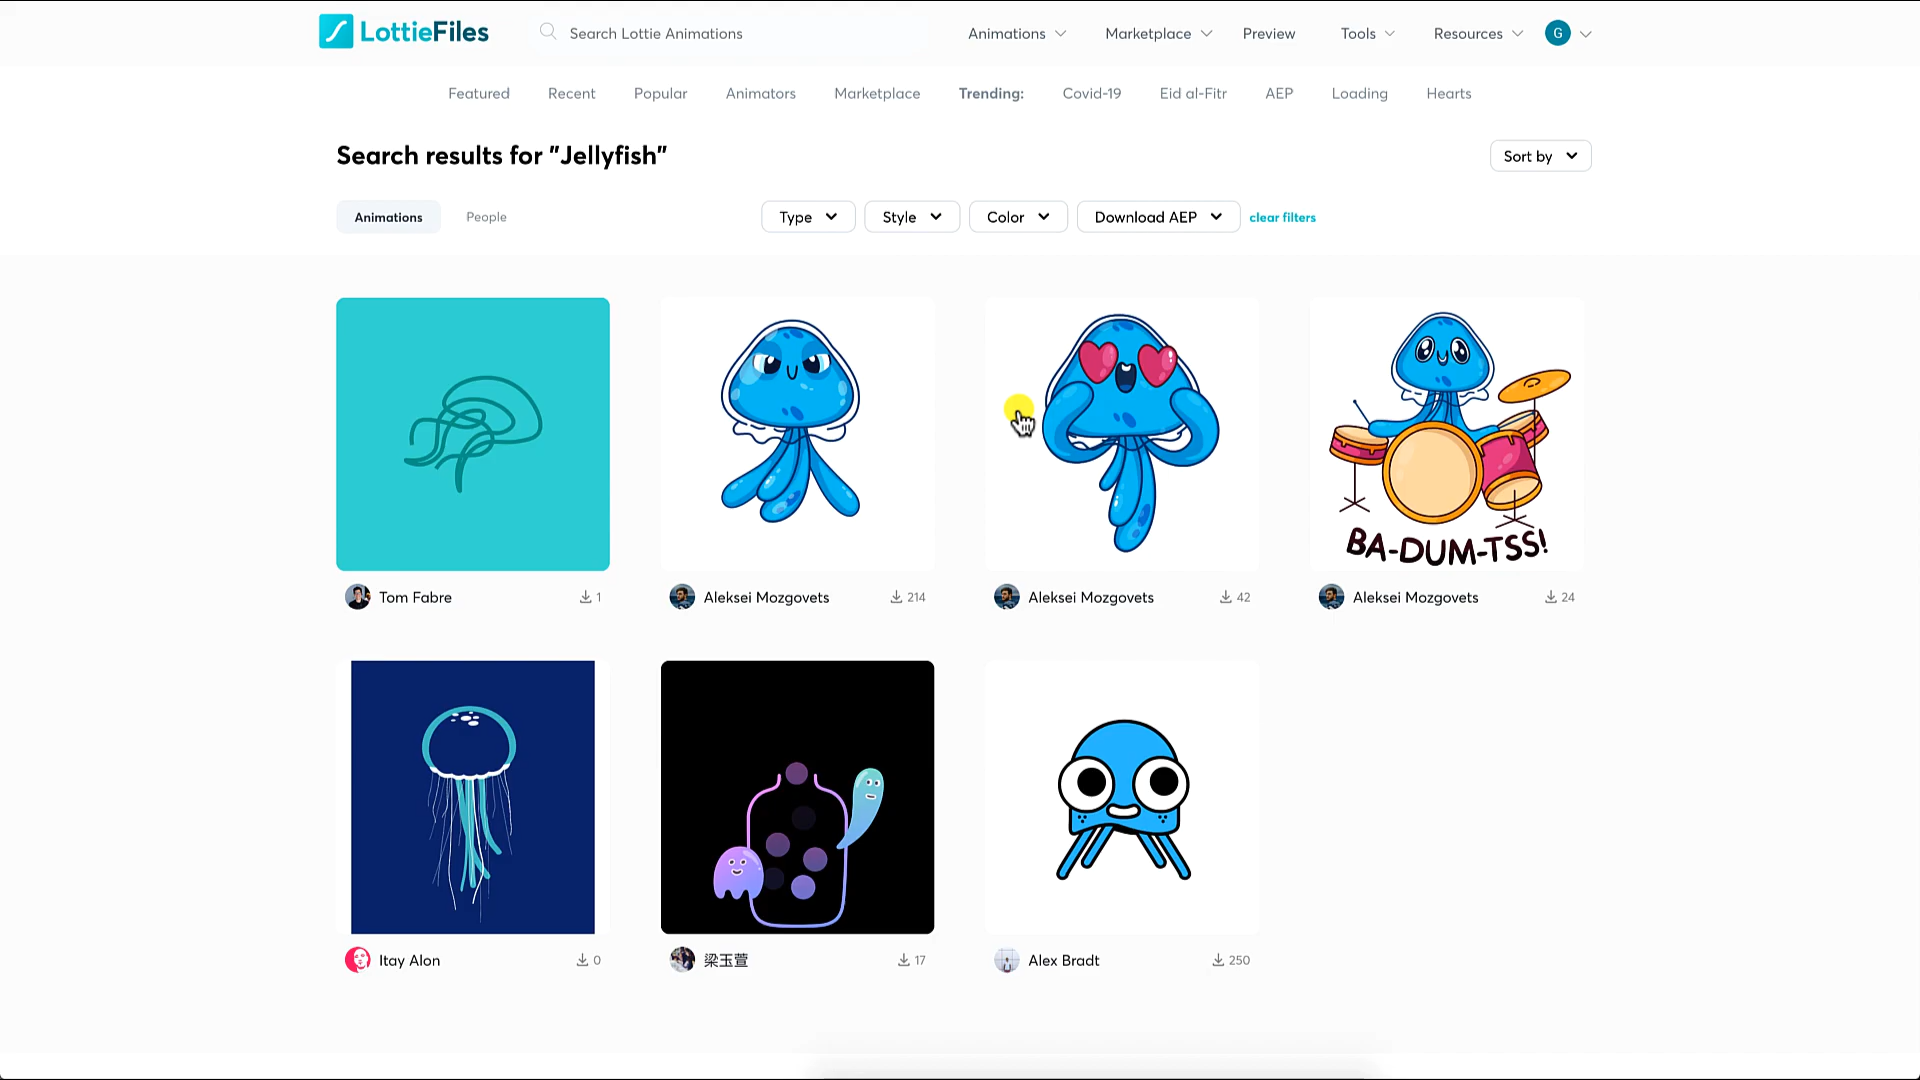 LottieFiles
Search Lottie Animations
Animations
Marketplace
Preview
Tools
Resources
G
Featured
Recent
Popular
Animators
Marketplace
Trending:
Covid-19
Eid al-Fitr
AEP
Loading
Hearts
Search results for "Jellyfish"
Sort by
Animations
People
Type
Style
Color
Download AEP
clear filters
BA-DUM-TSS!
Tom Fabre
1
Aleksei Mozgovets
214
Aleksei Mozgovets
42
Aleksei Mozgovets
24
Itay Alon
0
梁玉萱
17
Alex Bradt
250